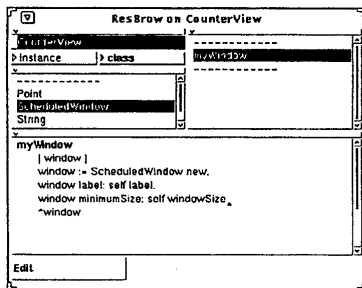 ResBrow on CounterView
CounterView
instance class
Point
ScheduledWindow
String
myWindow
myWindow
| window |
window := ScheduledWindow new.
window label: self label.
window minimumSize: self windowSize.
^window
Edit